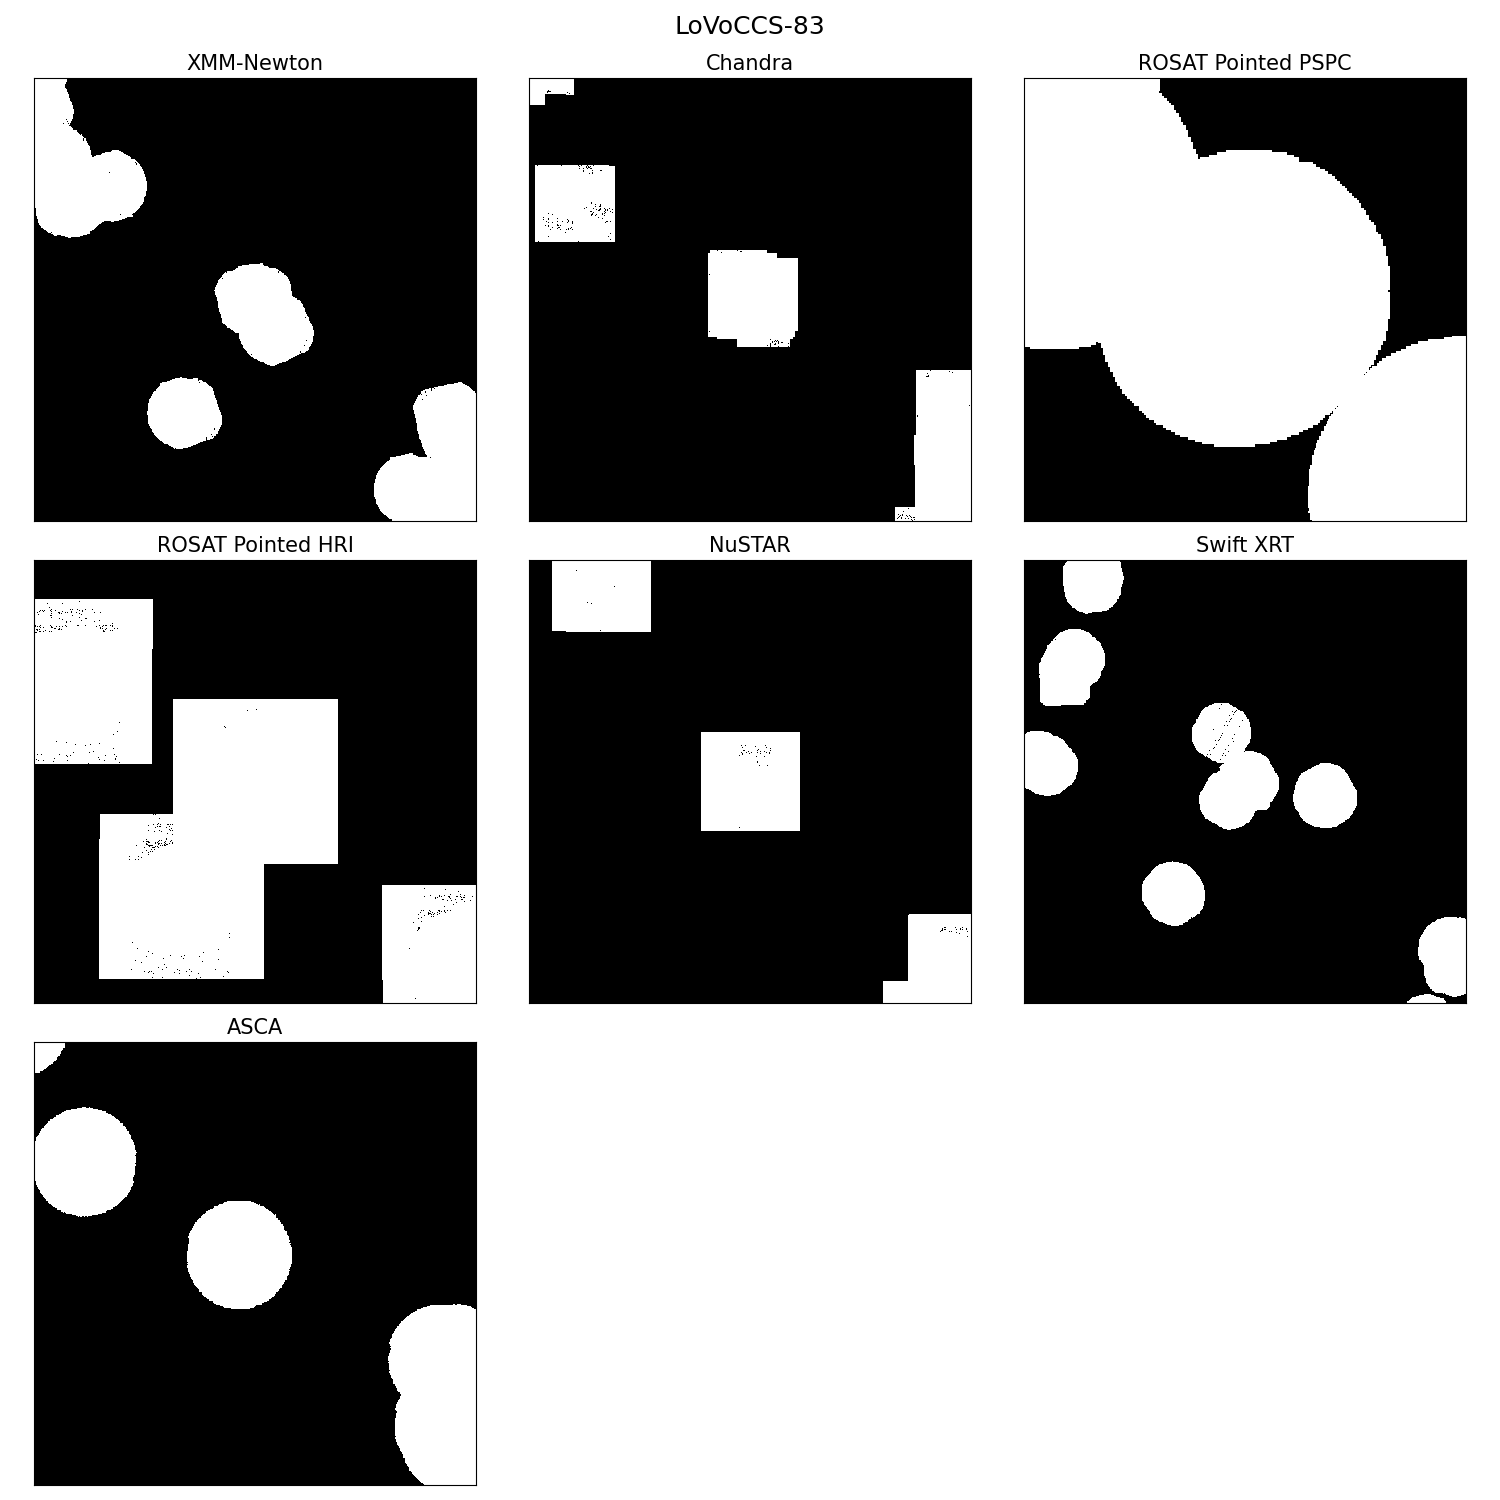 LoVoCCS-83
XMM-Newton
Chandra
ROSAT Pointed PSPC
ROSAT Pointed HRI
NuSTAR
Swift XRT
ASCA